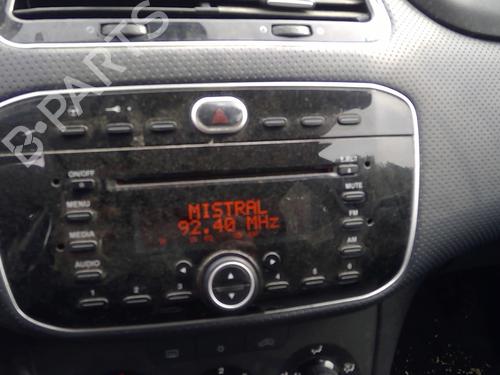 B-PARTS
ON/OFF
EJECT
MENU
MUTE
MISTRAL
92.40 MHz
FM
MEDIA
AM
AUDIO
1
2
3
4
5
6